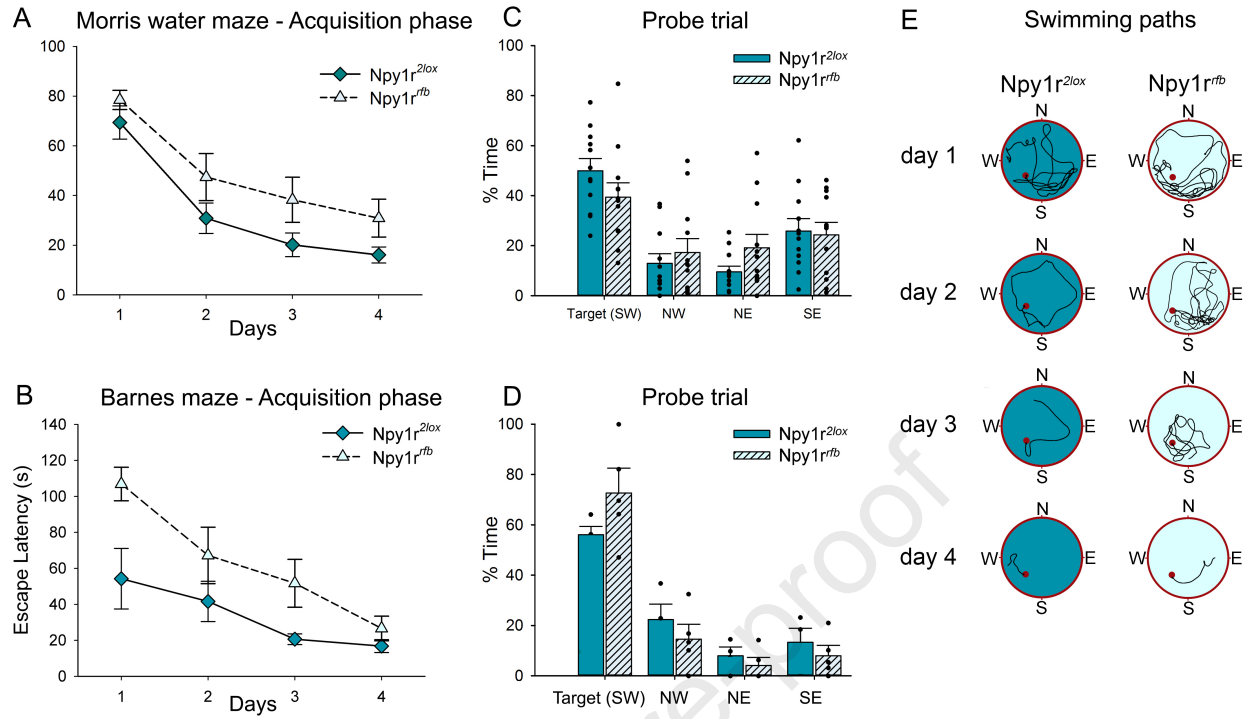 A
Morris water maze - Acquisition phase
100
80
60
40
20
0
1
2
3
4
Days
Npy1r2lox
Npy1rrfb
B
Barnes maze - Acquisition phase
Escape Latency (s)
140
120
100
80
60
40
20
0
1
2
3
4
Days
Npy1r2lox
Npy1rrfb
C
Probe trial
% Time
100
80
60
40
20
0
Target (SW)
NW
NE
SE
Npy1r2lox
Npy1rrfb
D
Probe trial
% Time
100
80
60
40
20
0
Target (SW)
NW
NE
SE
Npy1r2lox
Npy1rrfb
E
Swimming paths
Npy1r2lox
Npy1rrfb
day 1
N
W
E
S
N
W
E
S
day 2
N
W
E
S
N
W
E
S
day 3
N
W
E
S
N
W
E
S
day 4
N
W
E
S
N
W
E
S
re-proof